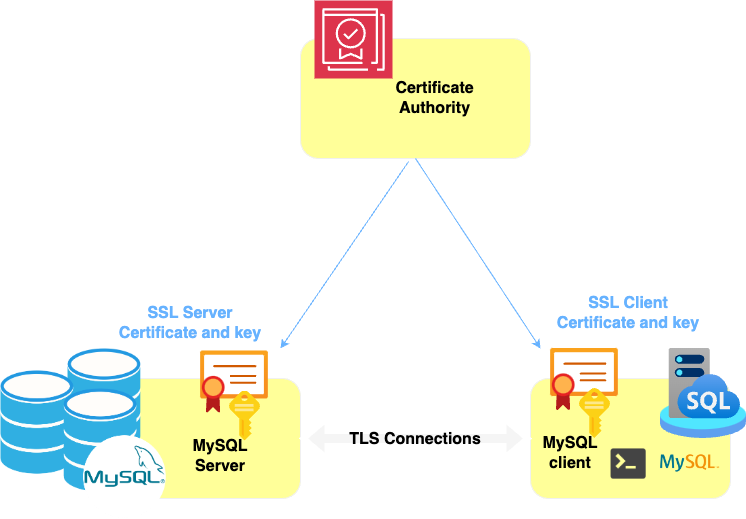 Certificate
Authority
SSL Server
Certificate and key
SSL Client
Certificate and key
MySQL
Server
MySQL®
TLS Connections
MySQL
client
SQL
>_
MySQL